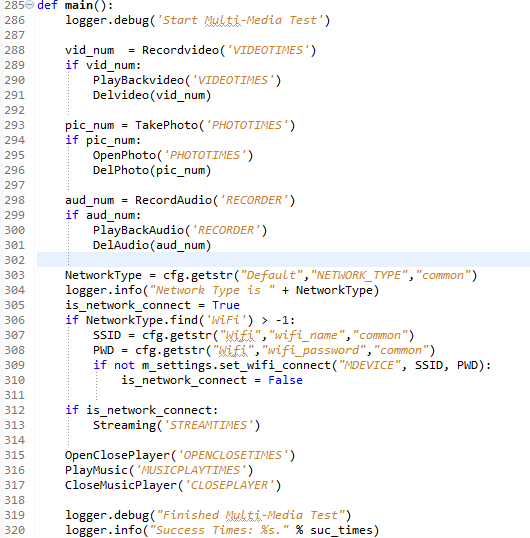 285 def main():
286     logger.debug('Start Multi-Media Test')
287
288     vid_num  = Recordvideo('VIDEOTIMES')
289     if vid_num:
290         PlayBackvideo('VIDEOTIMES')
291         Delvideo(vid_num)
292
293     pic_num = TakePhoto('PHOTOTIMES')
294     if pic_num:
295         OpenPhoto('PHOTOTIMES')
296         DelPhoto(pic_num)
297
298     aud_num = RecordAudio('RECORDER')
299     if aud_num:
300         PlayBackAudio('RECORDER')
301         DelAudio(aud_num)
302
303     NetworkType = cfg.getstr("Default","NETWORK_TYPE","common")
304     logger.info("Network Type is " + NetworkType)
305     is_network_connect = True
306     if NetworkType.find('WiFi') > -1:
307         SSID = cfg.getstr("Wifi","wifi_name","common")
308         PWD = cfg.getstr("Wifi","wifi_password","common")
309         if not m_settings.set_wifi_connect("MDEVICE", SSID, PWD):
310             is_network_connect = False
311
312     if is_network_connect:
313         Streaming('STREAMTIMES')
314
315     OpenClosePlayer('OPENCLOSETIMES')
316     PlayMusic('MUSICPLAYTIMES')
317     CloseMusicPlayer('CLOSEPLAYER')
318
319     logger.debug("Finished Multi-Media Test")
320     logger.info("Success Times: %s." % suc_times)